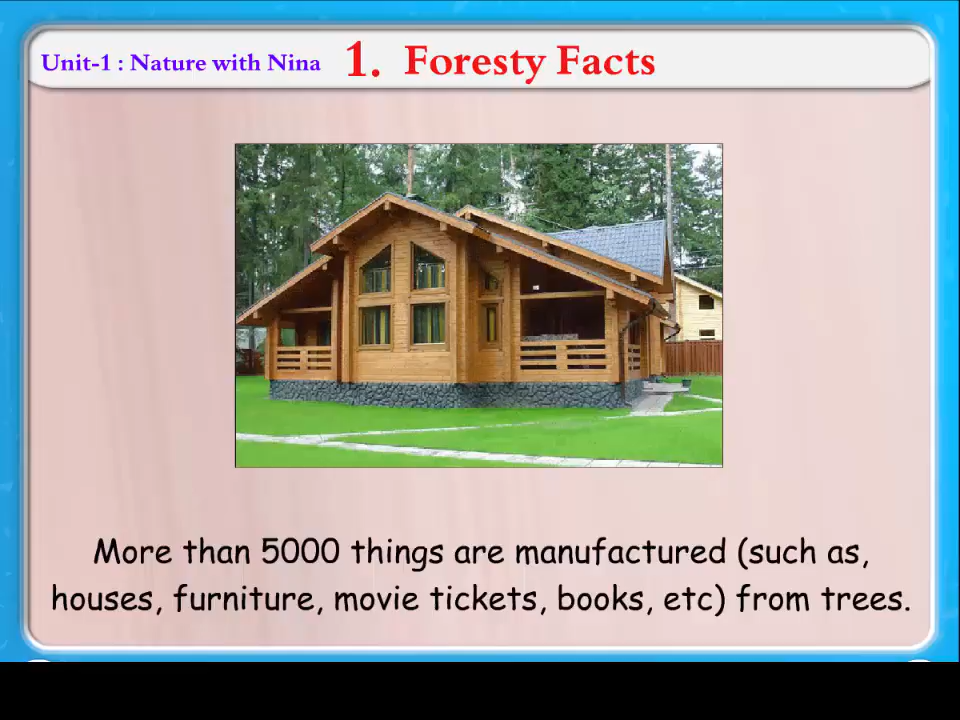 Unit-1 : Nature with Nina 1. Foresty Facts
More than 5000 things are manufactured (such as,
houses, furniture, movie tickets, books, etc) from trees.